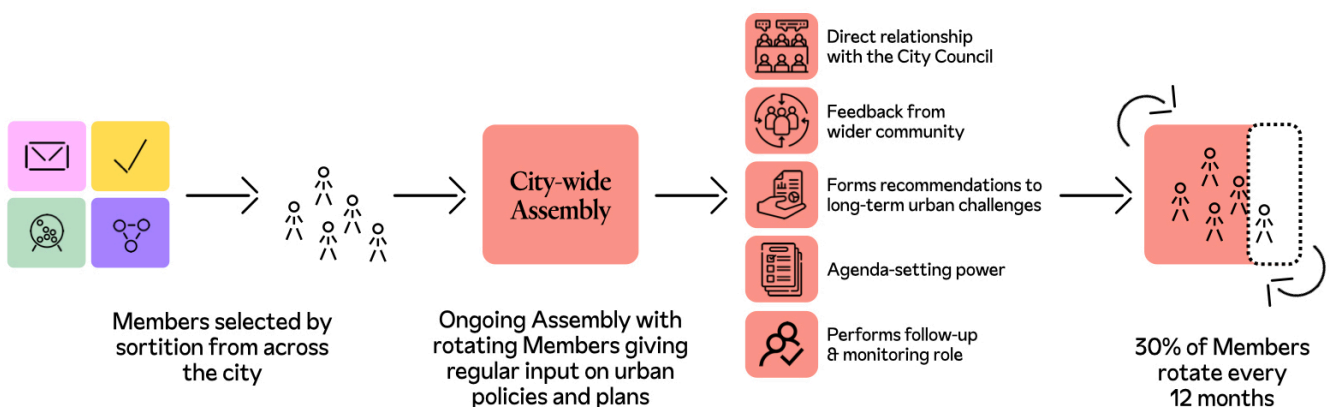 Members selected by
sortition from across
the city
City-wide
Assembly
Ongoing Assembly with
rotating Members giving
regular input on urban
policies and plans
Direct relationship
with the City Council
Feedback from
wider community
Forms recommendations to
long-term urban challenges
Agenda-setting power
Performs follow-up
& monitoring role
30% of Members
rotate every
12 months